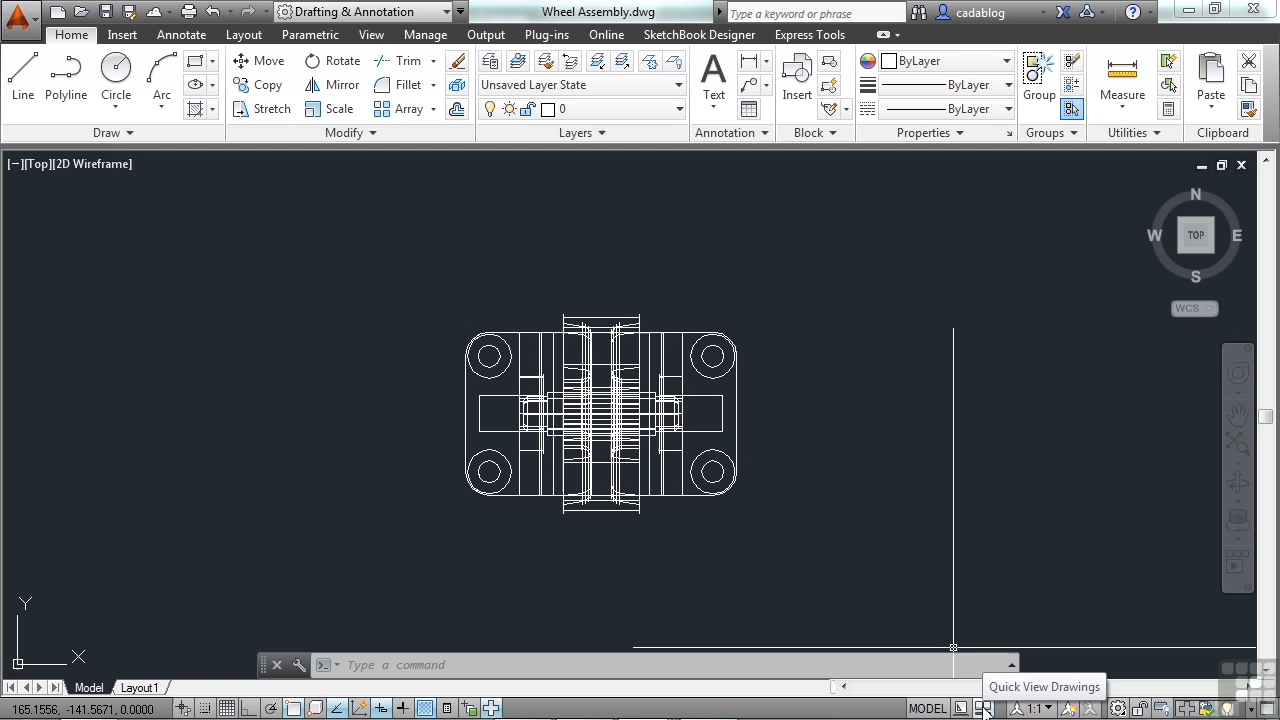 Drafting & Annotation
Wheel Assembly.dwg
Type a keyword or phrase
cadablog
Home Insert Annotate Layout Parametric View Manage Output Plug-ins Online SketchBook Designer Express Tools
Line Polyline Circle Arc
Move Rotate Trim
Copy Mirror Fillet
Stretch Scale Array
Unsaved Layer State
0
Text
Insert
ByLayer
ByLayer
ByLayer
Group
Measure
Paste
Draw Modify Layers Annotation Block Properties Groups Utilities Clipboard
[−][Top][2D Wireframe]
N
W TOP E
S
WCS
Y
X
Type a command
Model Layout1
Quick View Drawings
165.1556, -141.5671, 0.0000
MODEL
1:1